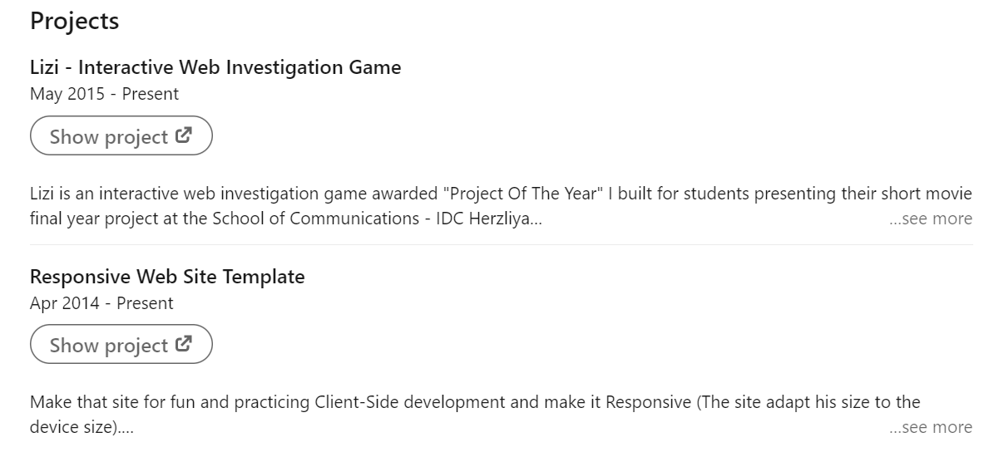 Projects
Lizi - Interactive Web Investigation Game
May 2015 - Present
Show project
Lizi is an interactive web investigation game awarded "Project Of The Year" I built for students presenting their short movie
final year project at the School of Communications - IDC Herzliya... ...see more
Responsive Web Site Template
Apr 2014 - Present
Show project
Make that site for fun and practicing Client-Side development and make it Responsive (The site adapt his size to the
device size).... ...see more